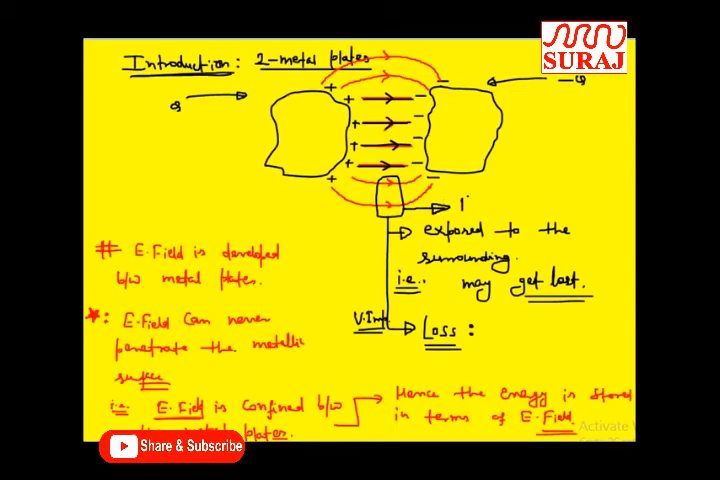 SURAJ
Introduction: 2-metal plates
Q
-Q
+ + + + + +
- - - - - -
# E.Field is developed
b/w metal plates.
exposed to the
surrounding.
i.e. may get lost.
V.Imp
Loss:
*: E.Field Can never
penetrate the metallic
surface
i.e. E.Field is Confined b/w
metal plates.
Hence the energy is stored
in terms of E.Field.
Activate
Share & Subscribe